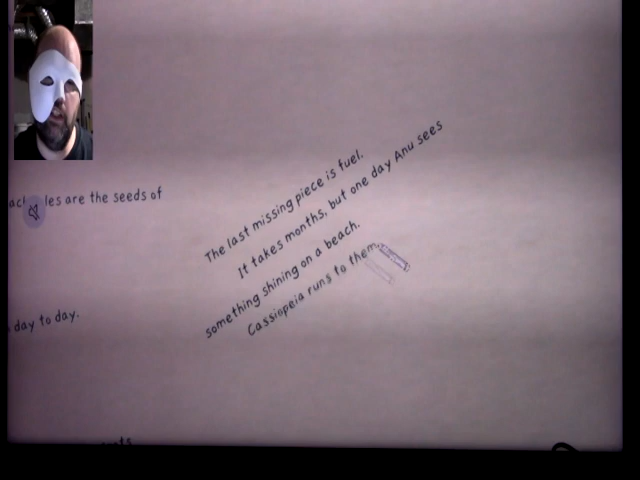 les are the seeds of
day to day.
The last missing piece is fuel.
It takes months, but one day Anu sees
something shining on a beach.
Cassiopeia runs to them